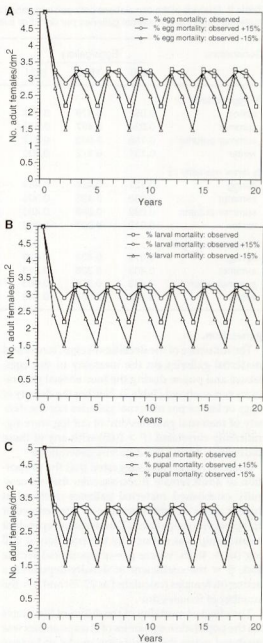 A
% egg mortality: observed
% egg mortality: observed +15%
% egg mortality: observed -15%
5
4.5
4
3.5
3
2.5
2
1.5
1
0.5
0
No. adult females/dm2
0 5 10 15 20
Years
B
% larval mortality: observed
% larval mortality: observed +15%
% larval mortality: observed -15%
5
4.5
4
3.5
3
2.5
2
1.5
1
0.5
0
No. adult females/dm2
0 5 10 15 20
Years
C
% pupal mortality: observed
% pupal mortality: observed +15%
% pupal mortality: observed -15%
5
4.5
4
3.5
3
2.5
2
1.5
1
0.5
0
No. adult females/dm2
0 5 10 15 20
Years